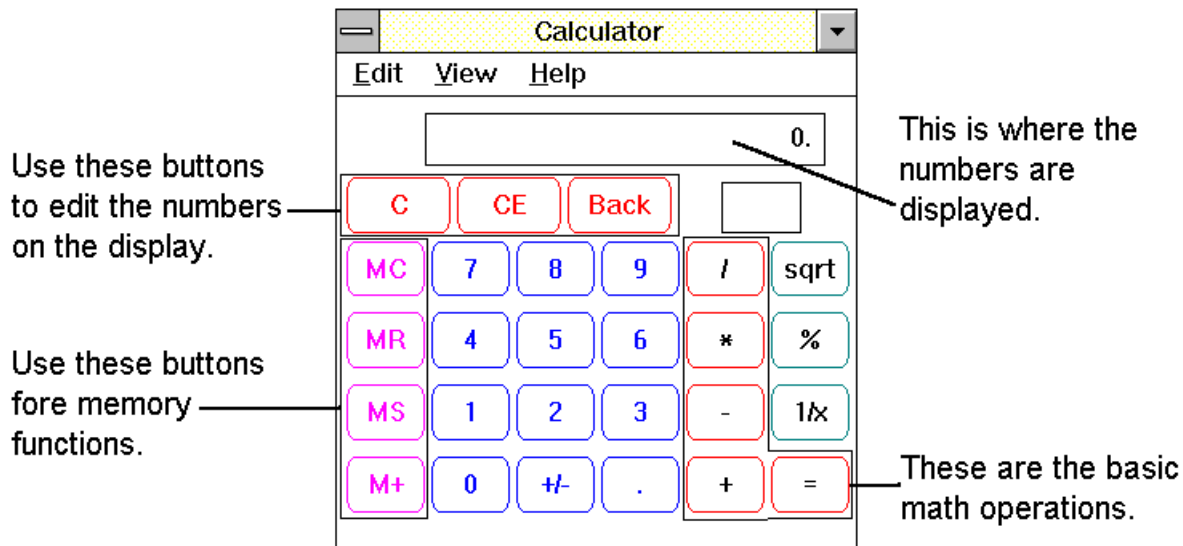 Calculator
Edit View Help
0.
This is where the
numbers are
displayed.
Use these buttons
to edit the numbers
on the display.
C CE Back
MC 7 8 9 / sqrt
MR 4 5 6 * %
Use these buttons
fore memory
functions.
MS 1 2 3 - 1/x
M+ 0 +/- . + =
These are the basic
math operations.